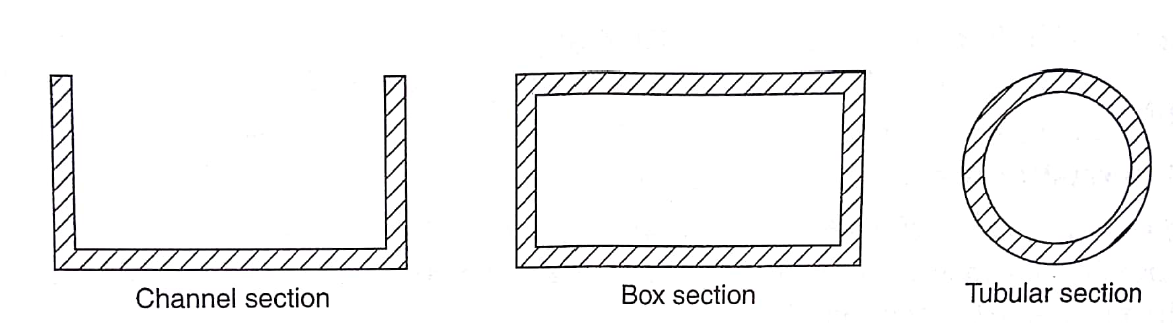 Channel section
Box section
Tubular section